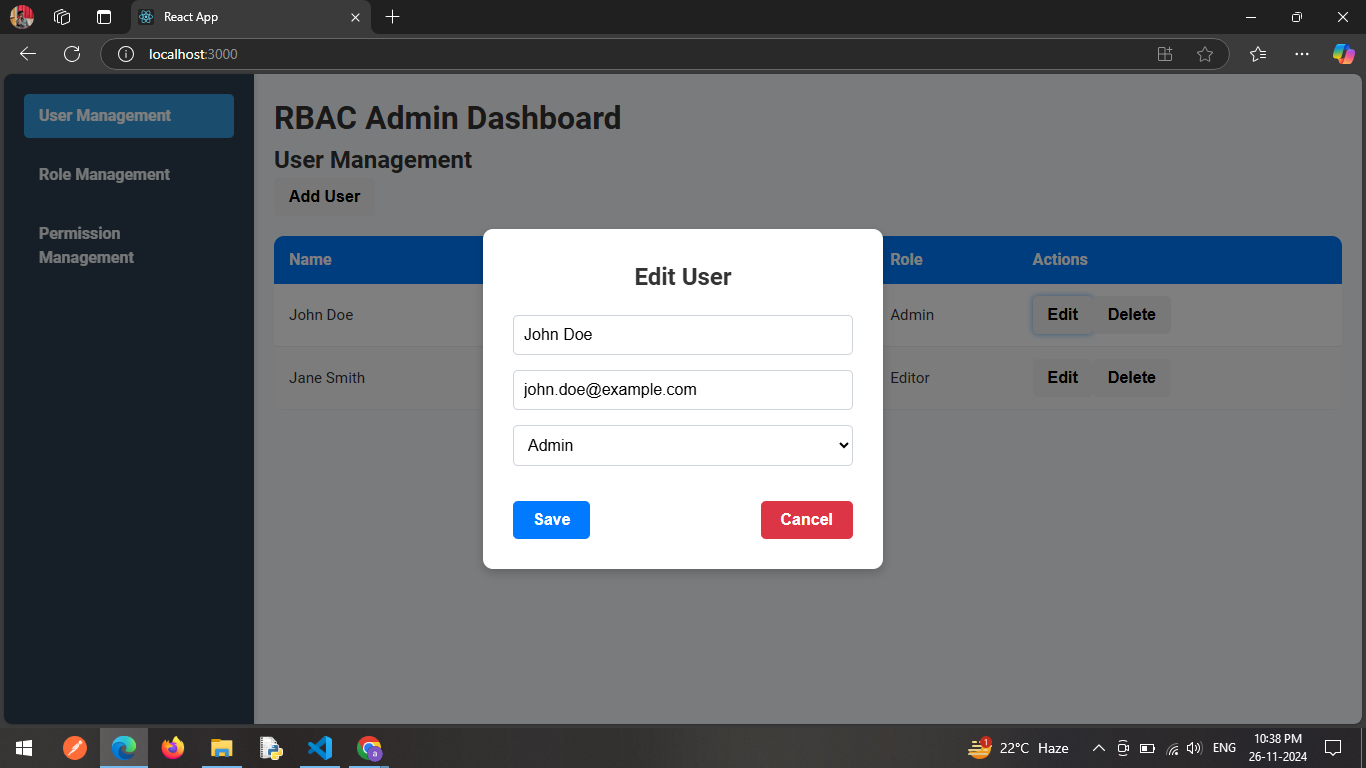 React App
localhost:3000
User Management
Role Management
Permission
Management
RBAC Admin Dashboard
User Management
Add User
Name Role Actions
John Doe Admin Edit Delete
Jane Smith Editor Edit Delete
Edit User
John Doe
john.doe@example.com
Admin
Save Cancel
1
22°C Haze
ENG
10:38 PM
26-11-2024
a